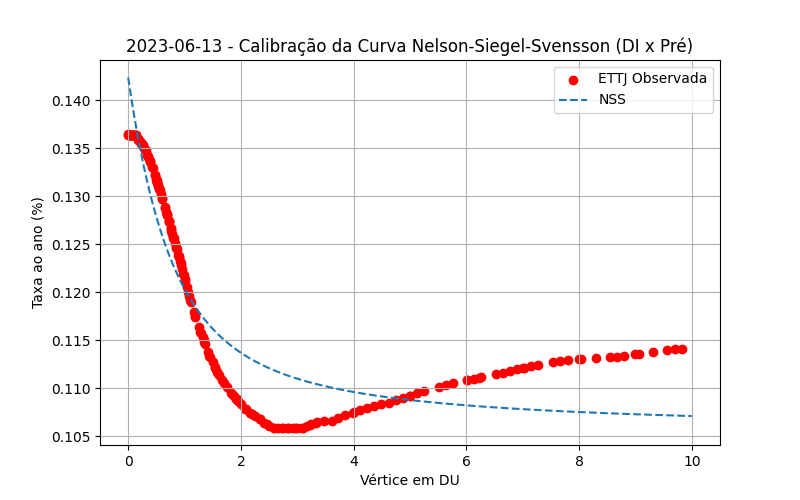 2023-06-13 - Calibração da Curva Nelson-Siegel-Svensson (DI x Pré)
ETTJ Observada
NSS
Taxa ao ano (%)
0.140
0.135
0.130
0.125
0.120
0.115
0.110
0.105
0 2 4 6 8 10
Vértice em DU